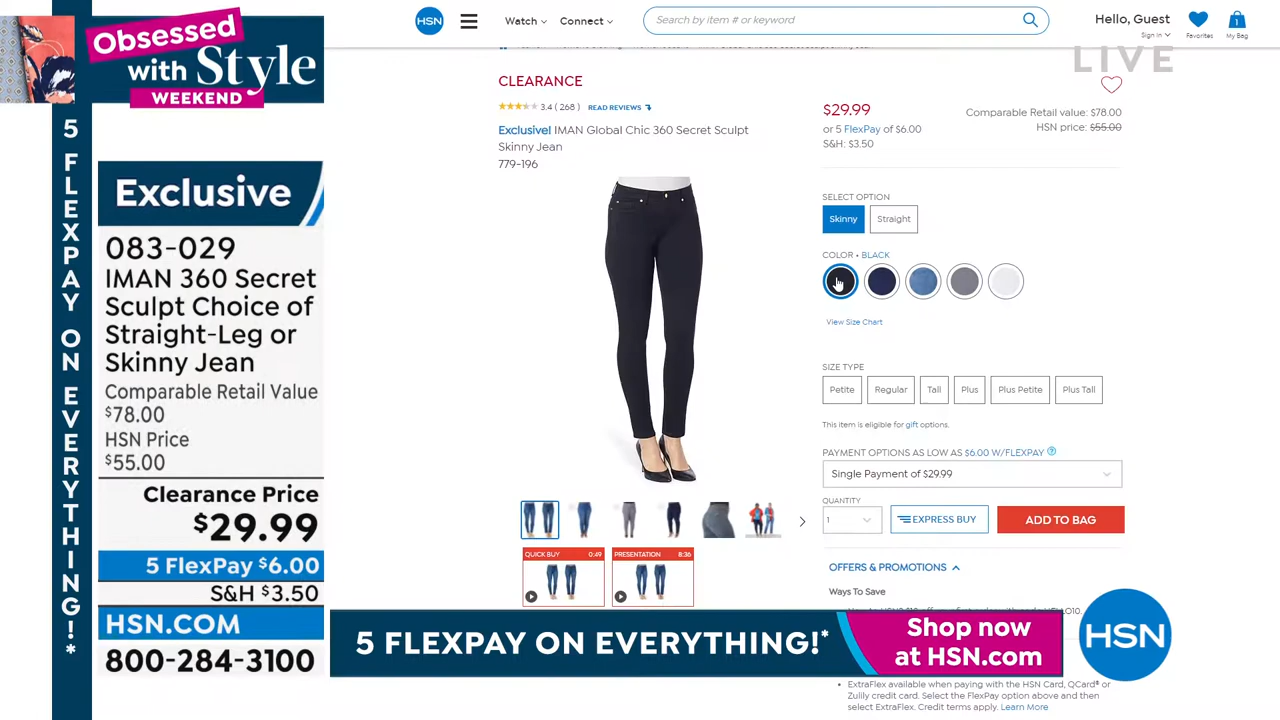 Obsessed
with Style
WEEKEND
5 FLEXPAY ON EVERYTHING!*
Exclusive
083-029
IMAN 360 Secret
Sculpt Choice of
Straight-Leg or
Skinny Jean
Comparable Retail Value
$78.00
HSN Price
$55.00
Clearance Price
$29.99
5 FlexPay $6.00
S&H $3.50
HSN.COM
800-284-3100
HSN
Watch
Connect
Search by item # or keyword
Hello, Guest
Sign In
Favorites
1
My Bag
LIVE
CLEARANCE
3.4 ( 268 )
READ REVIEWS
Exclusive! IMAN Global Chic 360 Secret Sculpt
Skinny Jean
779-196
$29.99
or 5 FlexPay of $6.00
S&H: $3.50
Comparable Retail value: $78.00
HSN price: $55.00
SELECT OPTION
Skinny
Straight
COLOR • BLACK
View Size Chart
SIZE TYPE
Petite
Regular
Tall
Plus
Plus Petite
Plus Tall
This item is eligible for gift options.
PAYMENT OPTIONS AS LOW AS $6.00 W/FLEXPAY
Single Payment of $29.99
QUANTITY
1
EXPRESS BUY
ADD TO BAG
QUICK BUY 0:49
PRESENTATION 8:36
OFFERS & PROMOTIONS
Ways To Save
5 FLEXPAY ON EVERYTHING!*
Shop now
at HSN.com
HSN
• ExtraFlex available when paying with the HSN Card, QCard® or
Zulily credit card. Select the FlexPay option above and then
select ExtraFlex. Credit terms apply. Learn More